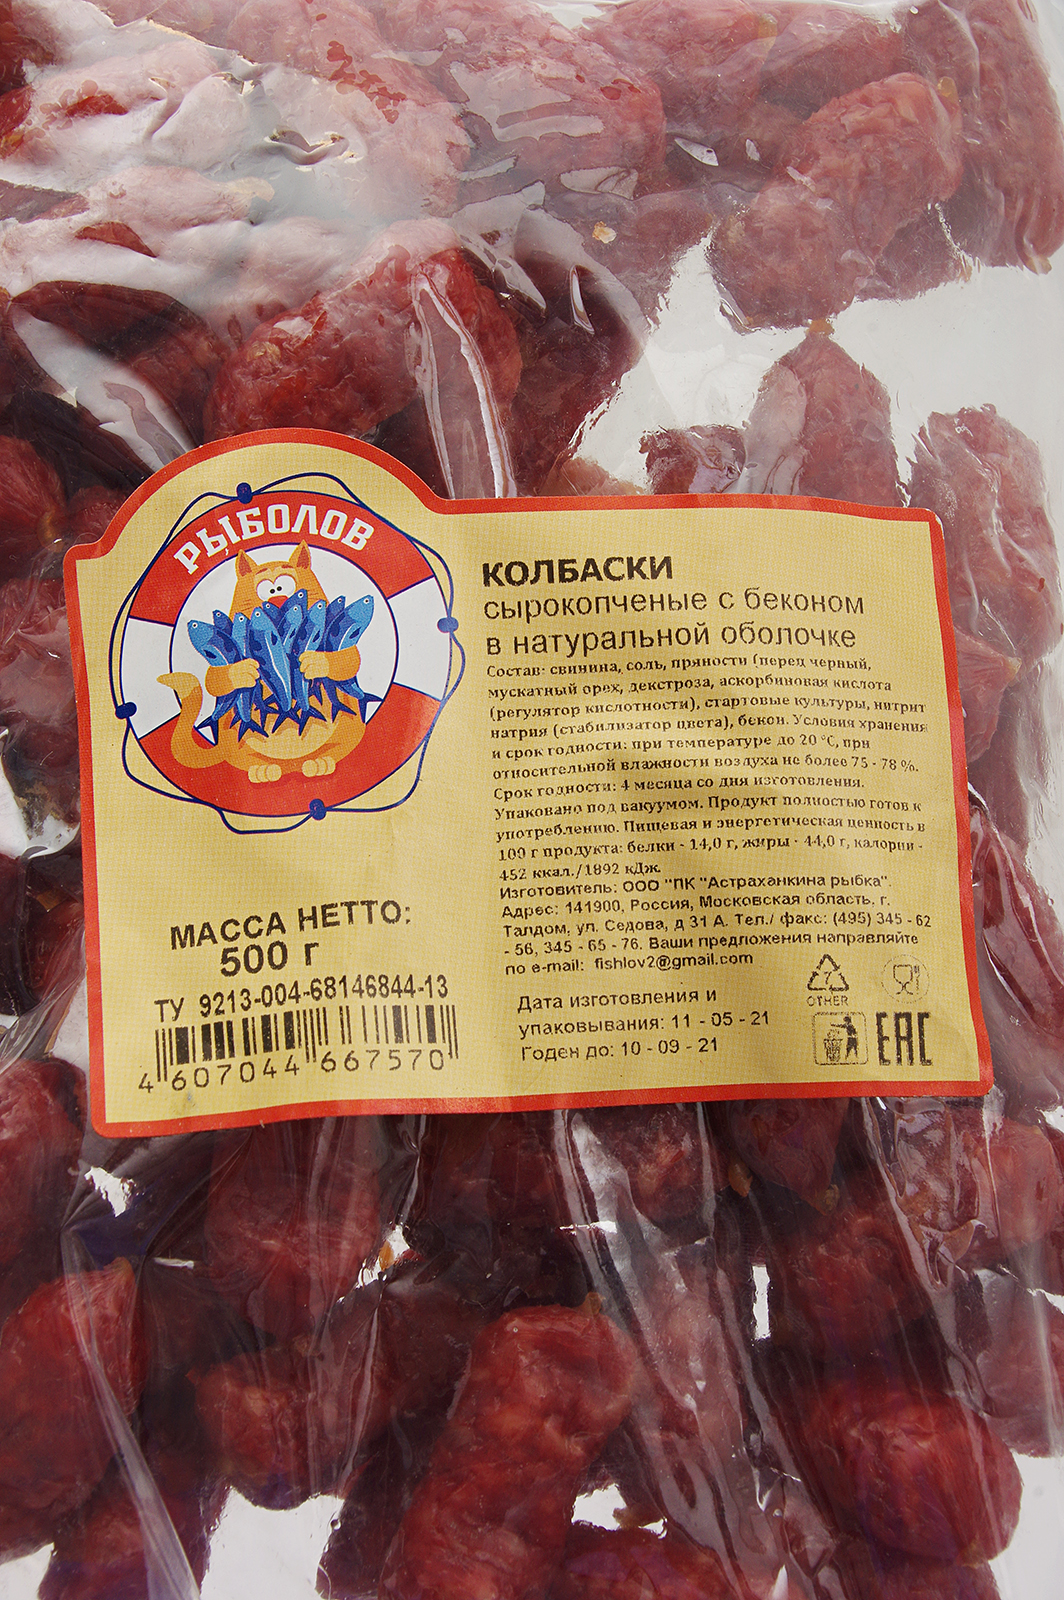 РЫБОЛОВ
КОЛБАСКИ
сырокопченые с беконом
в натуральной оболочке
Состав: свинина, соль, пряности (перец черный,
мускатный орех, декстроза, аскорбиновая кислота
(регулятор кислотности), стартовые культуры, нитрит
натрия (стабилизатор цвета), бекон. Условия хранения
и срок годности: при температуре до 20 °С, при
относительной влажности воздуха не более 75 - 78 %.
Срок годности: 4 месяца со дня изготовления.
Упаковано под вакуумом. Продукт полностью готов к
употреблению. Пищевая и энергетическая ценность в
100 г продукта: белки - 14,0 г, жиры - 44,0 г, калории -
452 ккал./1892 кДж.
Изготовитель: ООО "ПК "Астраханкина рыбка".
Адрес: 141900, Россия, Московская область, г.
Талдом, ул. Седова, д 31 А. Тел./ факс: (495) 345 - 62
- 56, 345 - 65 - 76. Ваши предложения направляйте
по e-mail: fishlov2@gmail.com
Дата изготовления и
упаковывания: 11 - 05 - 21
Годен до: 10 - 09 - 21
7
OTHER
EAC
МАССА НЕТТО:
500 г
ТУ 9213-004-68146844-13
4 607044 667570